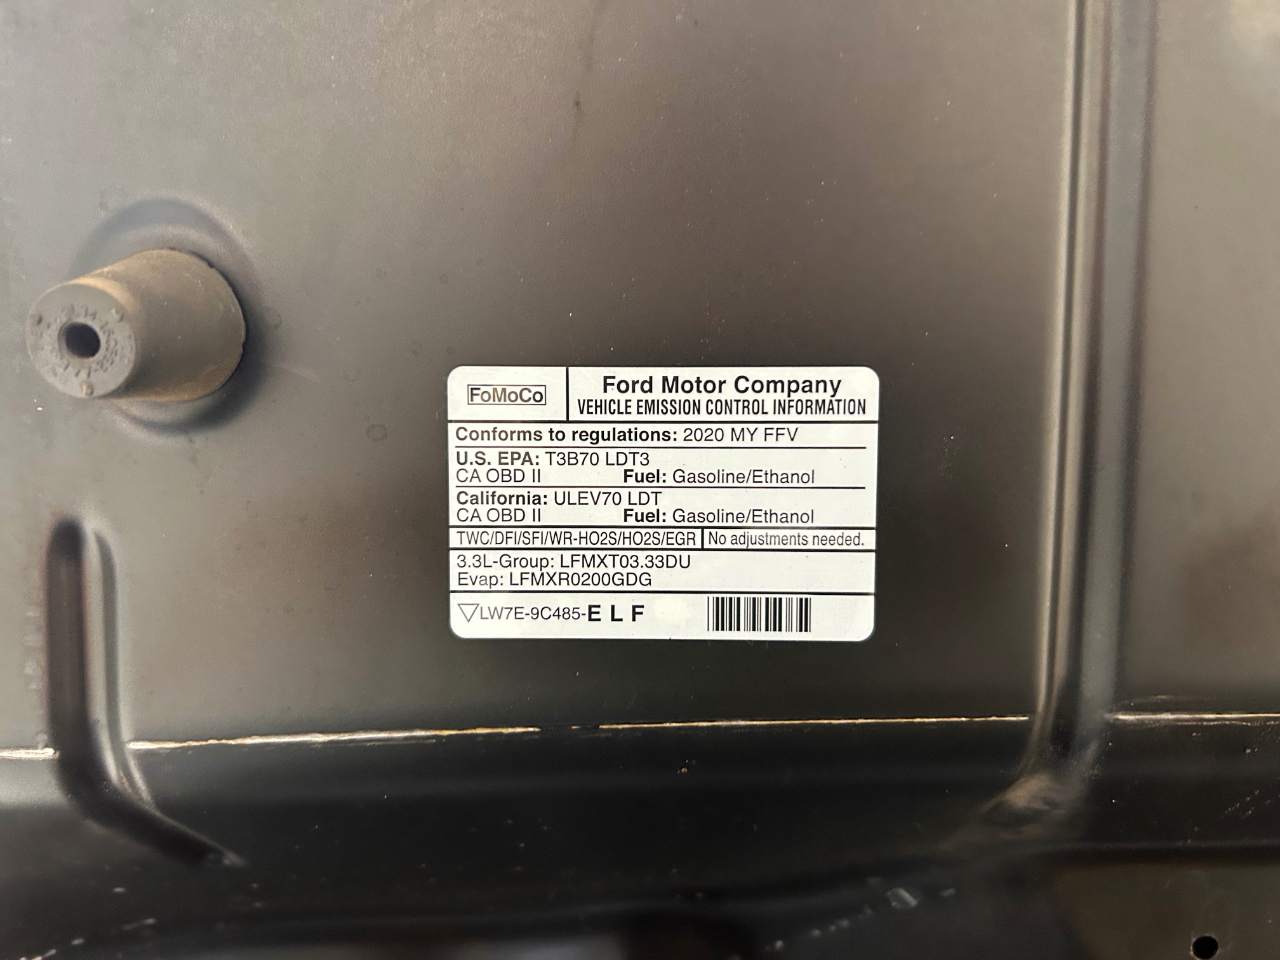 FoMoCo
Ford Motor Company
VEHICLE EMISSION CONTROL INFORMATION
Conforms to regulations: 2020 MY FFV
U.S. EPA: T3B70 LDT3
CA OBD II Fuel: Gasoline/Ethanol
California: ULEV70 LDT
CA OBD II Fuel: Gasoline/Ethanol
TWC/DFI/SFI/WR-HO2S/HO2S/EGR No adjustments needed.
3.3L-Group: LFMXT03.33DU
Evap: LFMXR0200GDG
LW7E-9C485-E L F